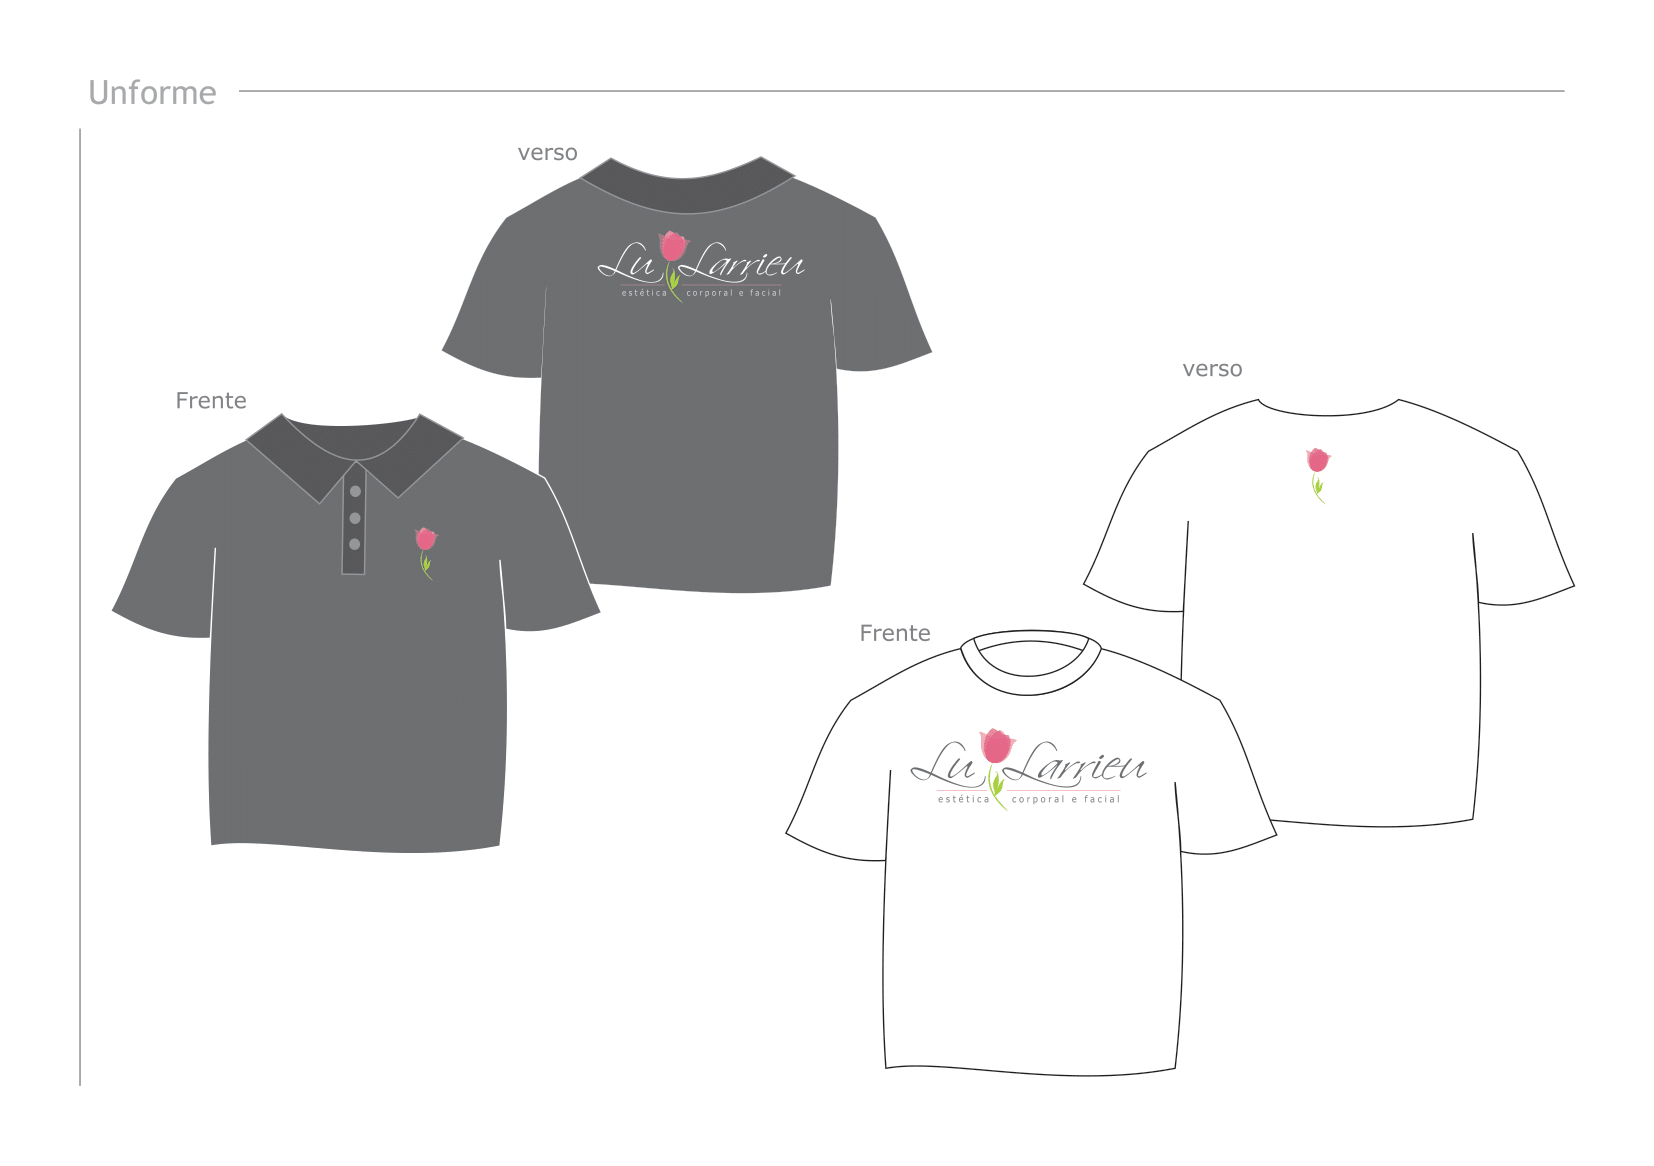 Unforme
verso
Lu Larrieu
estética corporal e facial
Frente
verso
Frente
Lu Larrieu
estética corporal e facial